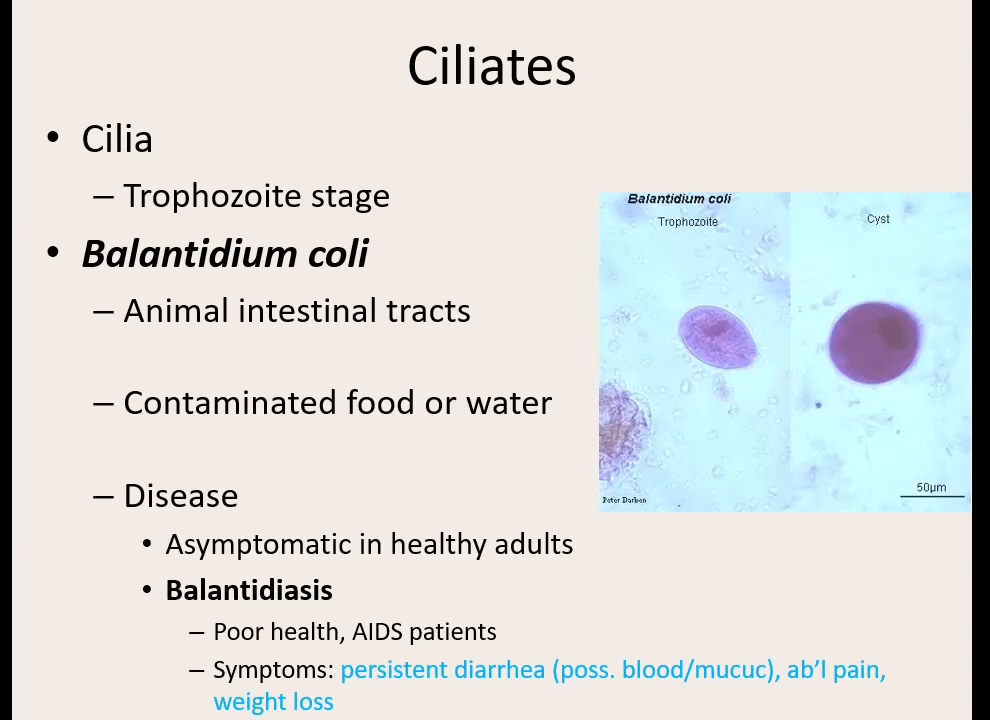 Ciliates
• Cilia
– Trophozoite stage
• Balantidium coli
– Animal intestinal tracts
– Contaminated food or water
– Disease
• Asymptomatic in healthy adults
• Balantidiasis
– Poor health, AIDS patients
– Symptoms: persistent diarrhea (poss. blood/mucuc), ab’l pain,
weight loss
Balantidium coli
Trophozoite
Cyst
50µm
Peter Darben